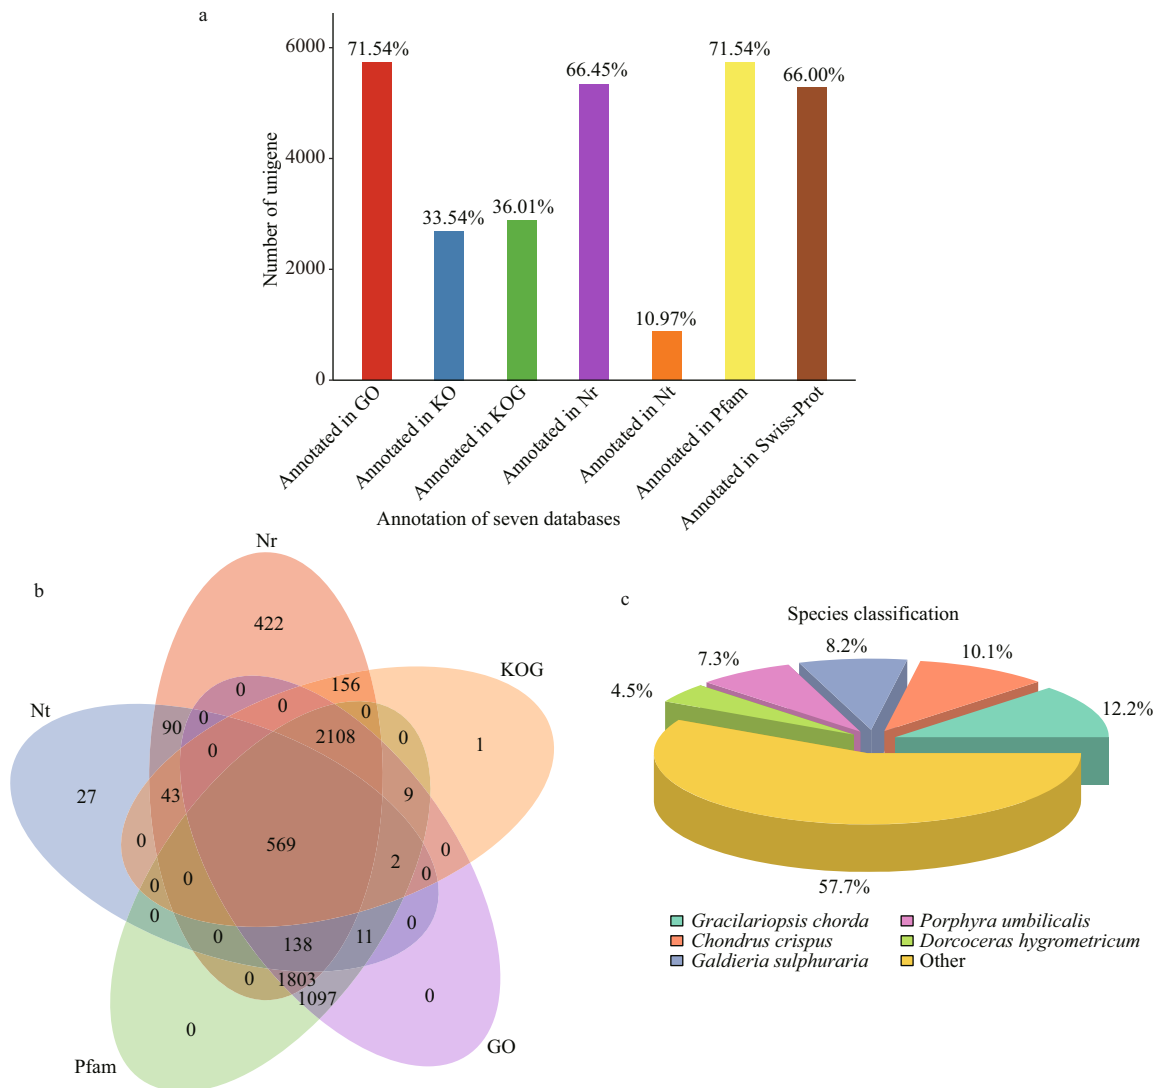 a
71.54%
71.54%
66.45%
66.00%
6000
4000
2000
0
36.01%
33.54%
10.97%
Number of unigene
Annotated in GO
Annotated in KO
Annotated in KOG
Annotated in Nr
Annotated in Nt
Annotated in Pfam
Annotated in Swiss-Prot
Annotation of seven databases
b
Nr
KOG
Nt
Pfam
GO
422
0
156
0
0
0
90
0
2108
0
1
27
43
9
0
569
2
0
0
0
0
0
0
0
138
11
0
1803
1097
0
0
c
Species classification
8.2%
10.1%
7.3%
4.5%
12.2%
57.7%
Gracilariopsis chorda
Chondrus crispus
Galdieria sulphuraria
Porphyra umbilicalis
Dorcoceras hygrometricum
Other